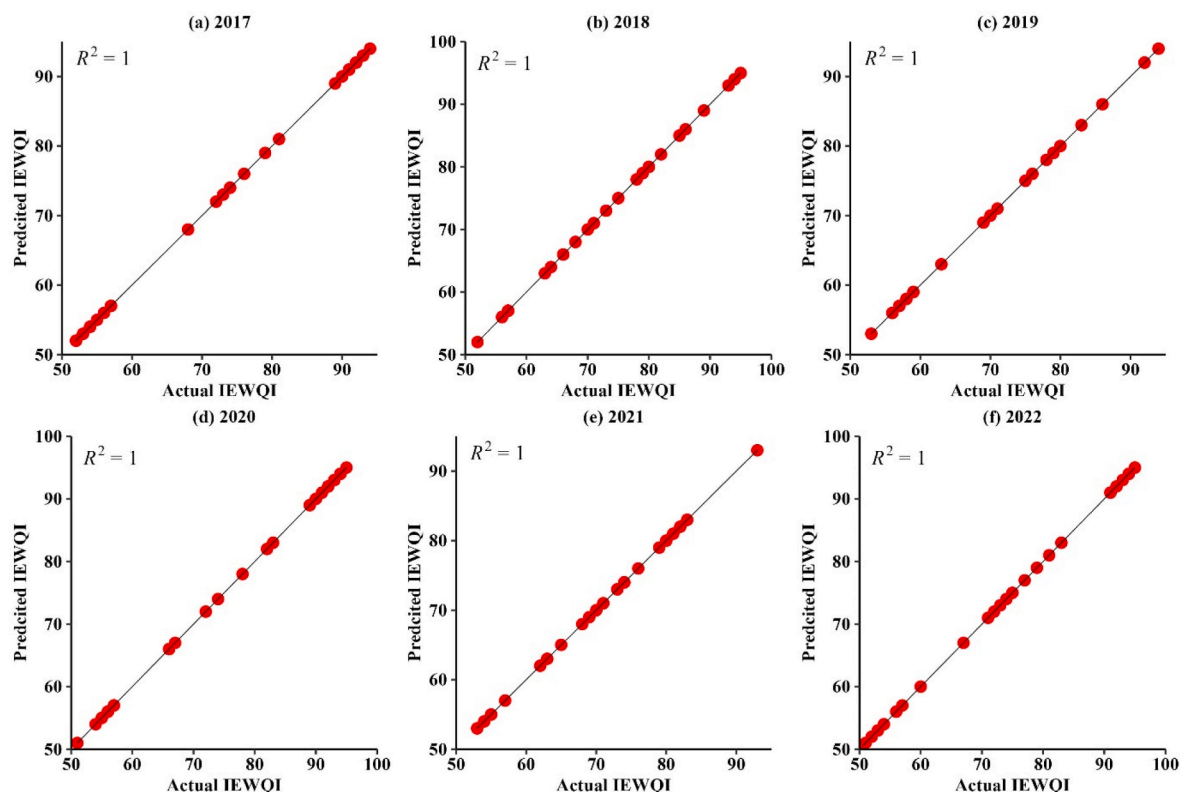 (a) 2017
R² = 1
Predcited IEWQI
90
80
70
60
50
50 60 70 80 90
Actual IEWQI
(b) 2018
R² = 1
Predcited IEWQI
100
90
80
70
60
50
50 60 70 80 90 100
Actual IEWQI
(c) 2019
R² = 1
Predcited IEWQI
90
80
70
60
50
50 60 70 80 90
Actual IEWQI
(d) 2020
R² = 1
Predcited IEWQI
100
90
80
70
60
50
50 60 70 80 90 100
Actual IEWQI
(e) 2021
R² = 1
Predcited IEWQI
90
80
70
60
50
50 60 70 80 90
Actual IEWQI
(f) 2022
R² = 1
Predcited IEWQI
100
90
80
70
60
50
50 60 70 80 90 100
Actual IEWQI